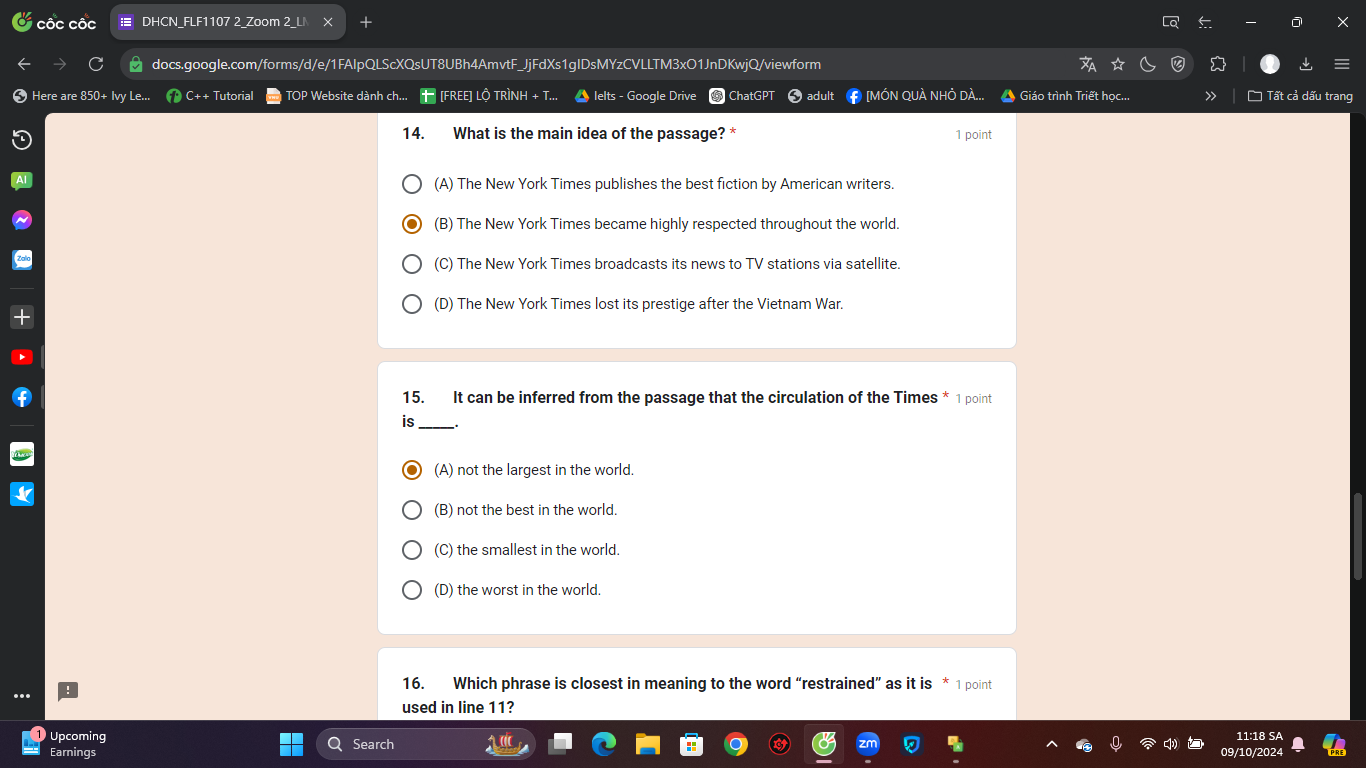 cốc cốc
DHCN_FLF1107 2_Zoom 2_LN
docs.google.com/forms/d/e/1FAIpQLScXQsUT8UBh4AmvtF_JjFdXs1gIDsMYzCVLLTM3xO1JnDKwjQ/viewform
Here are 850+ Ivy Le...
C++ Tutorial
TOP Website dành ch...
[FREE] LỘ TRÌNH + T...
Ielts - Google Drive
ChatGPT
adult
[MÓN QUÀ NHỎ DÀ...
Giáo trình Triết học...
Tất cả dấu trang
14. What is the main idea of the passage? *
1 point
(A) The New York Times publishes the best fiction by American writers.
(B) The New York Times became highly respected throughout the world.
(C) The New York Times broadcasts its news to TV stations via satellite.
(D) The New York Times lost its prestige after the Vietnam War.
15. It can be inferred from the passage that the circulation of the Times * 1 point
is _____.
(A) not the largest in the world.
(B) not the best in the world.
(C) the smallest in the world.
(D) the worst in the world.
16. Which phrase is closest in meaning to the word “restrained” as it is * 1 point
used in line 11?
AI
Zalo
1
Upcoming
Earnings
Search
zm
11:18 SA
09/10/2024
PRE